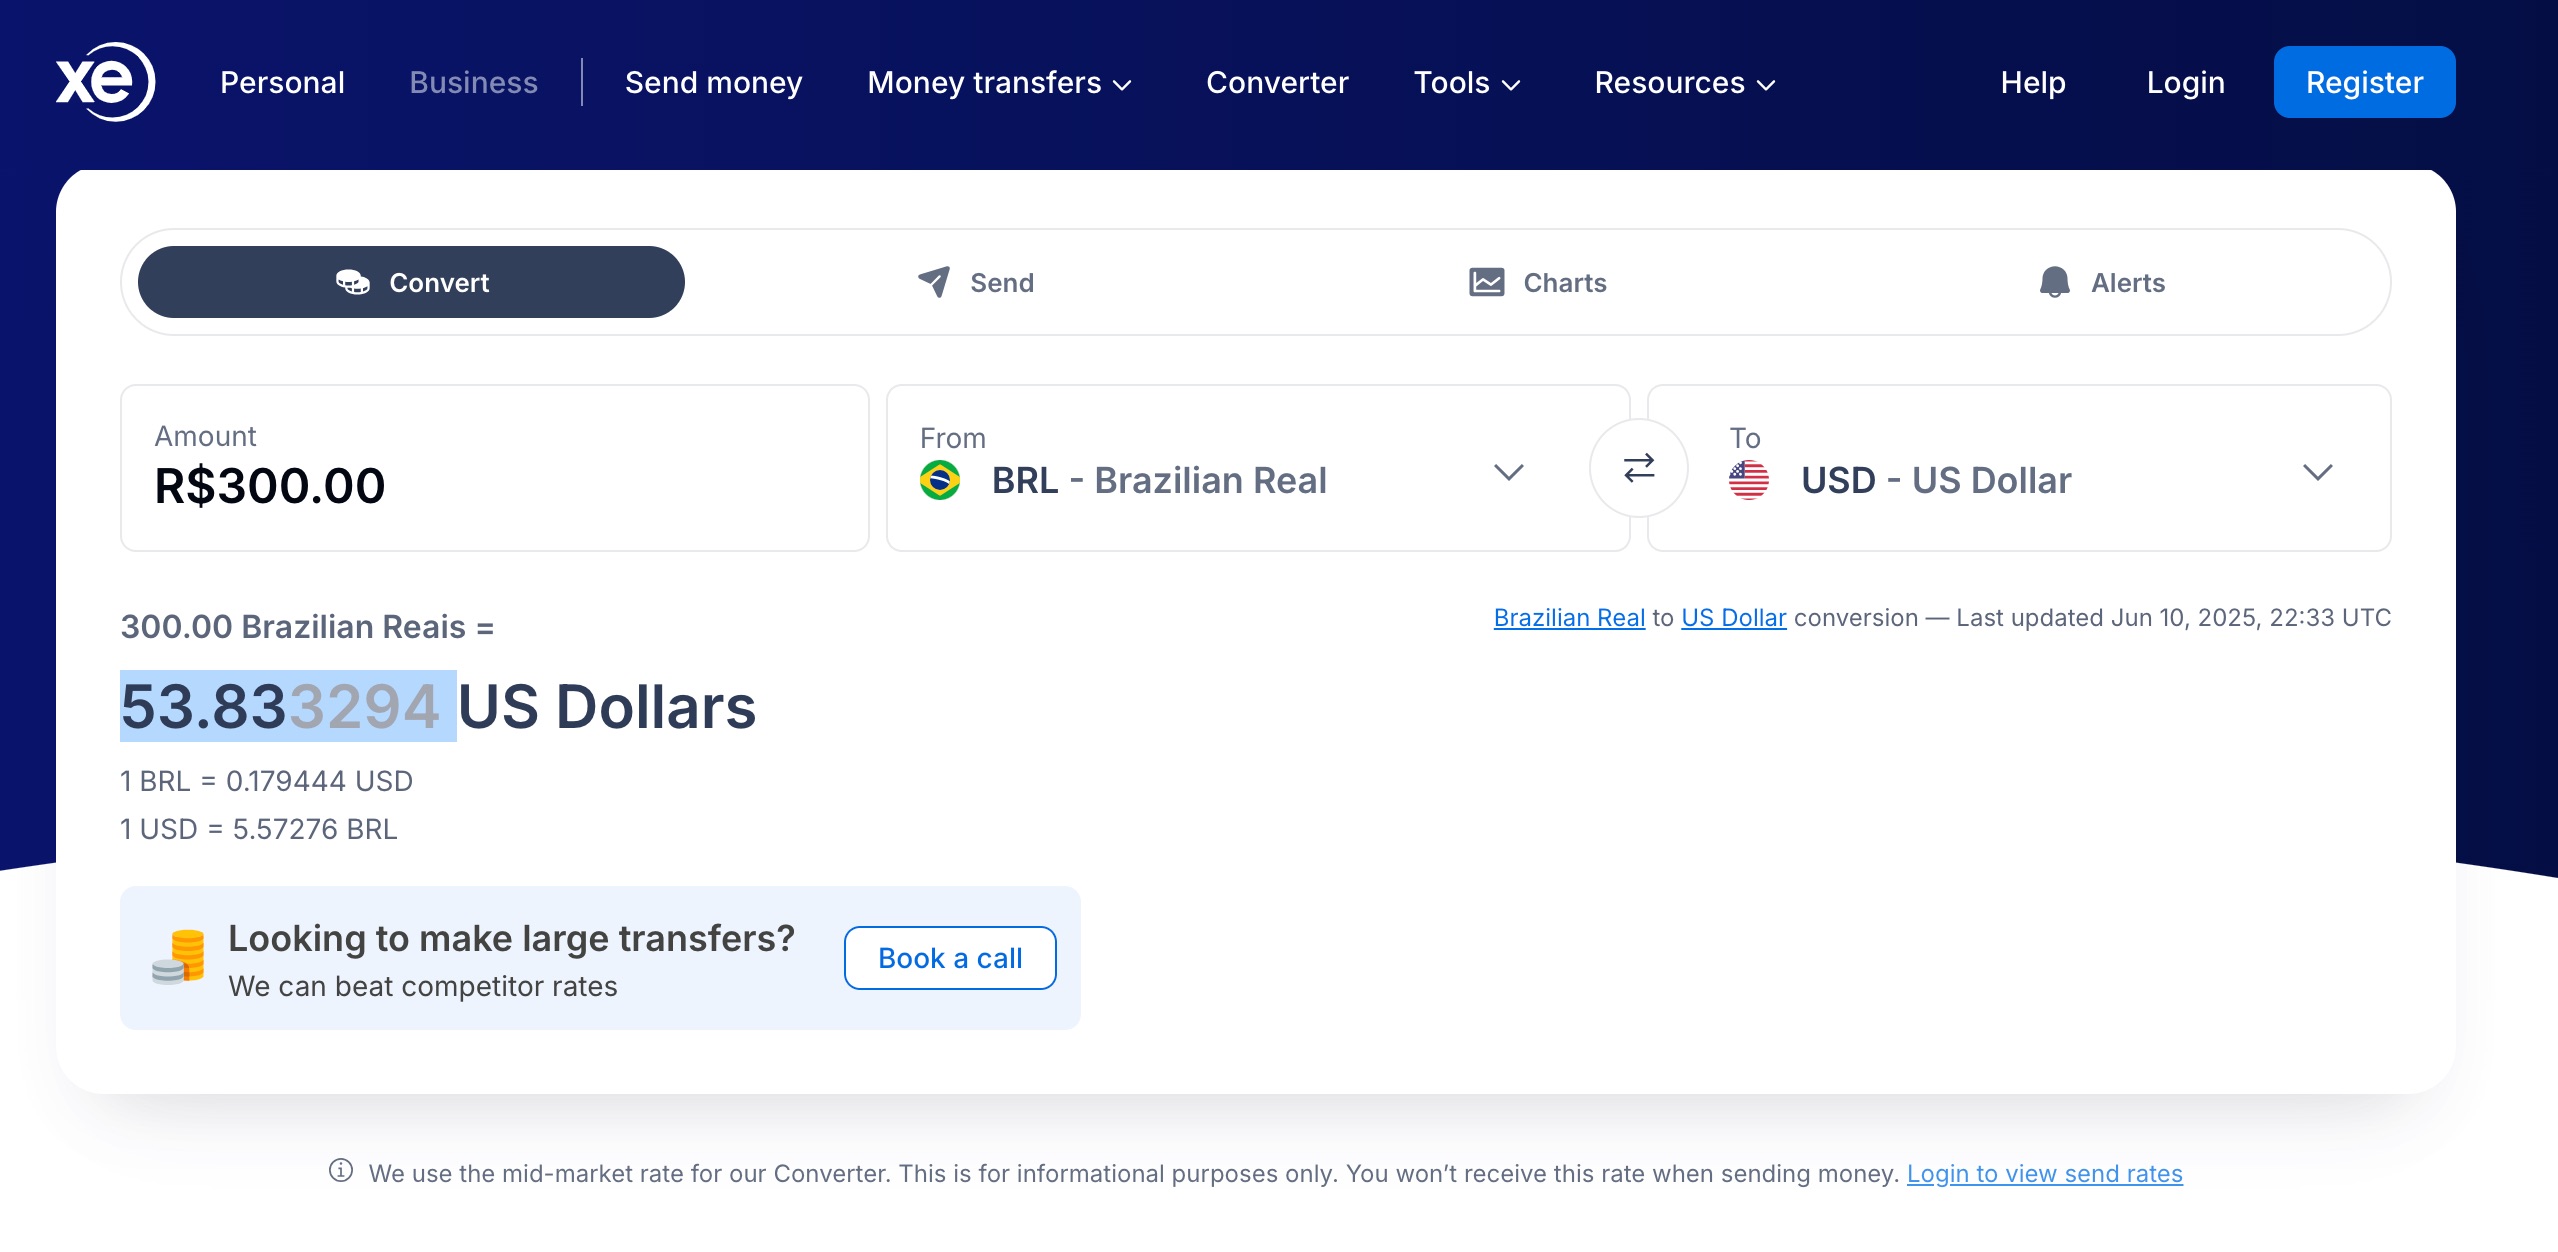 xe Personal Business Send money Money transfers Converter Tools Resources Help Login Register
Convert Send Charts Alerts
Amount
R$300.00
From
BRL - Brazilian Real
To
USD - US Dollar
300.00 Brazilian Reais =
Brazilian Real to US Dollar conversion — Last updated Jun 10, 2025, 22:33 UTC
53.833294 US Dollars
1 BRL = 0.179444 USD
1 USD = 5.57276 BRL
Looking to make large transfers?
We can beat competitor rates
Book a call
We use the mid-market rate for our Converter. This is for informational purposes only. You won’t receive this rate when sending money. Login to view send rates